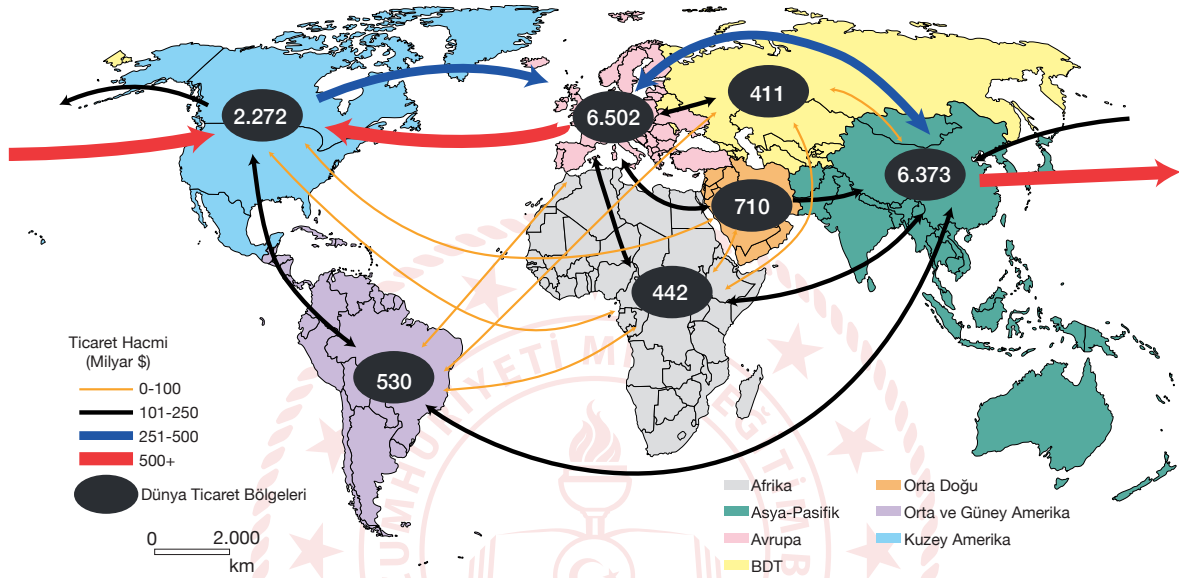 411
2.272
6.502
6.373
710
442
530
Ticaret Hacmi
(Milyar $)
0-100
101-250
251-500
500+
Dünya Ticaret Bölgeleri
0 2.000
km
Afrika
Asya-Pasifik
Avrupa
BDT
Orta Doğu
Orta ve Güney Amerika
Kuzey Amerika